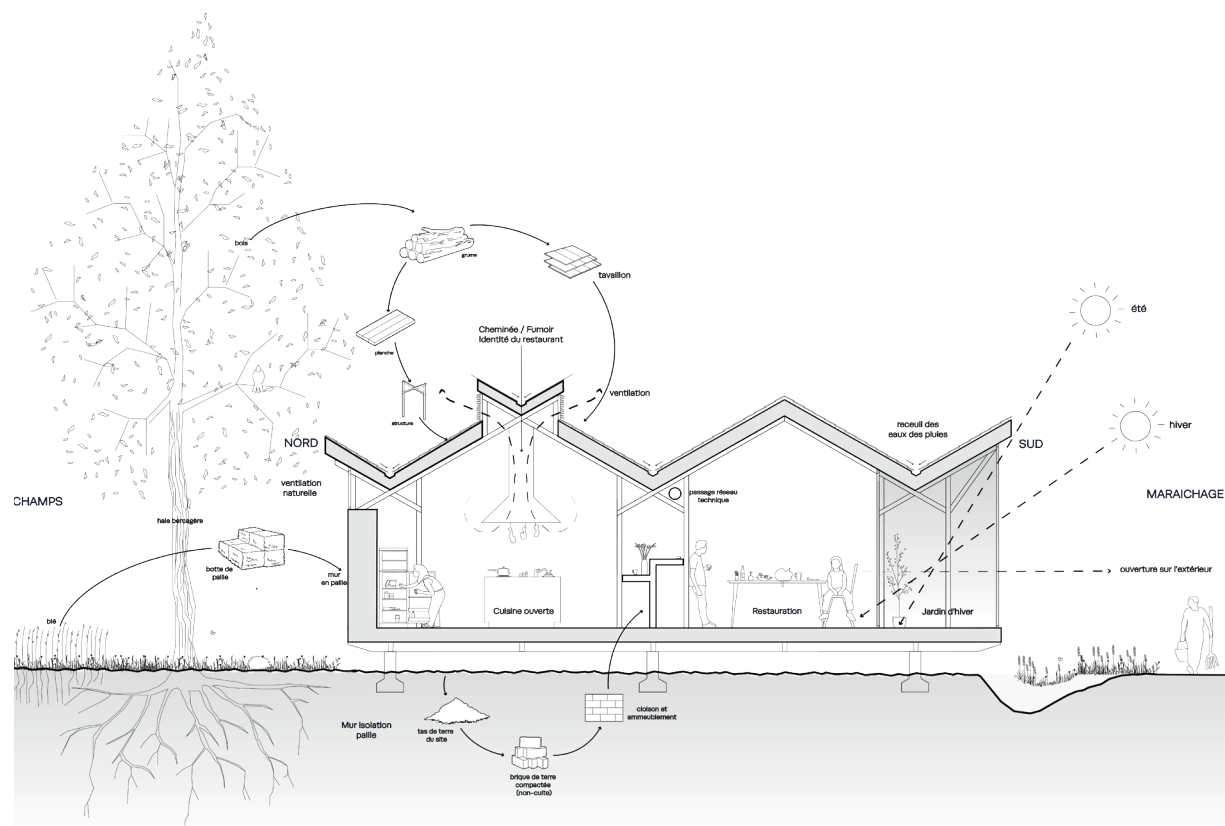 bois
grume
tavaillon
planche
Cheminée / Fumoir
Identité du restaurant
été
ventilation
structure
hiver
receuil des
eaux des pluies
NORD
SUD
ventilation
naturelle
passage réseau
technique
CHAMPS
MARAICHAGE
haie bercagère
botte de
paille
mur
en paille
ouverture sur l'extérieur
Cuisine ouverte
Restauration
Jardin d'hiver
blé
Mur isolation
paille
tas de terre
du site
cloison et
ammeublement
brique de terre
compactée
(non-cuite)